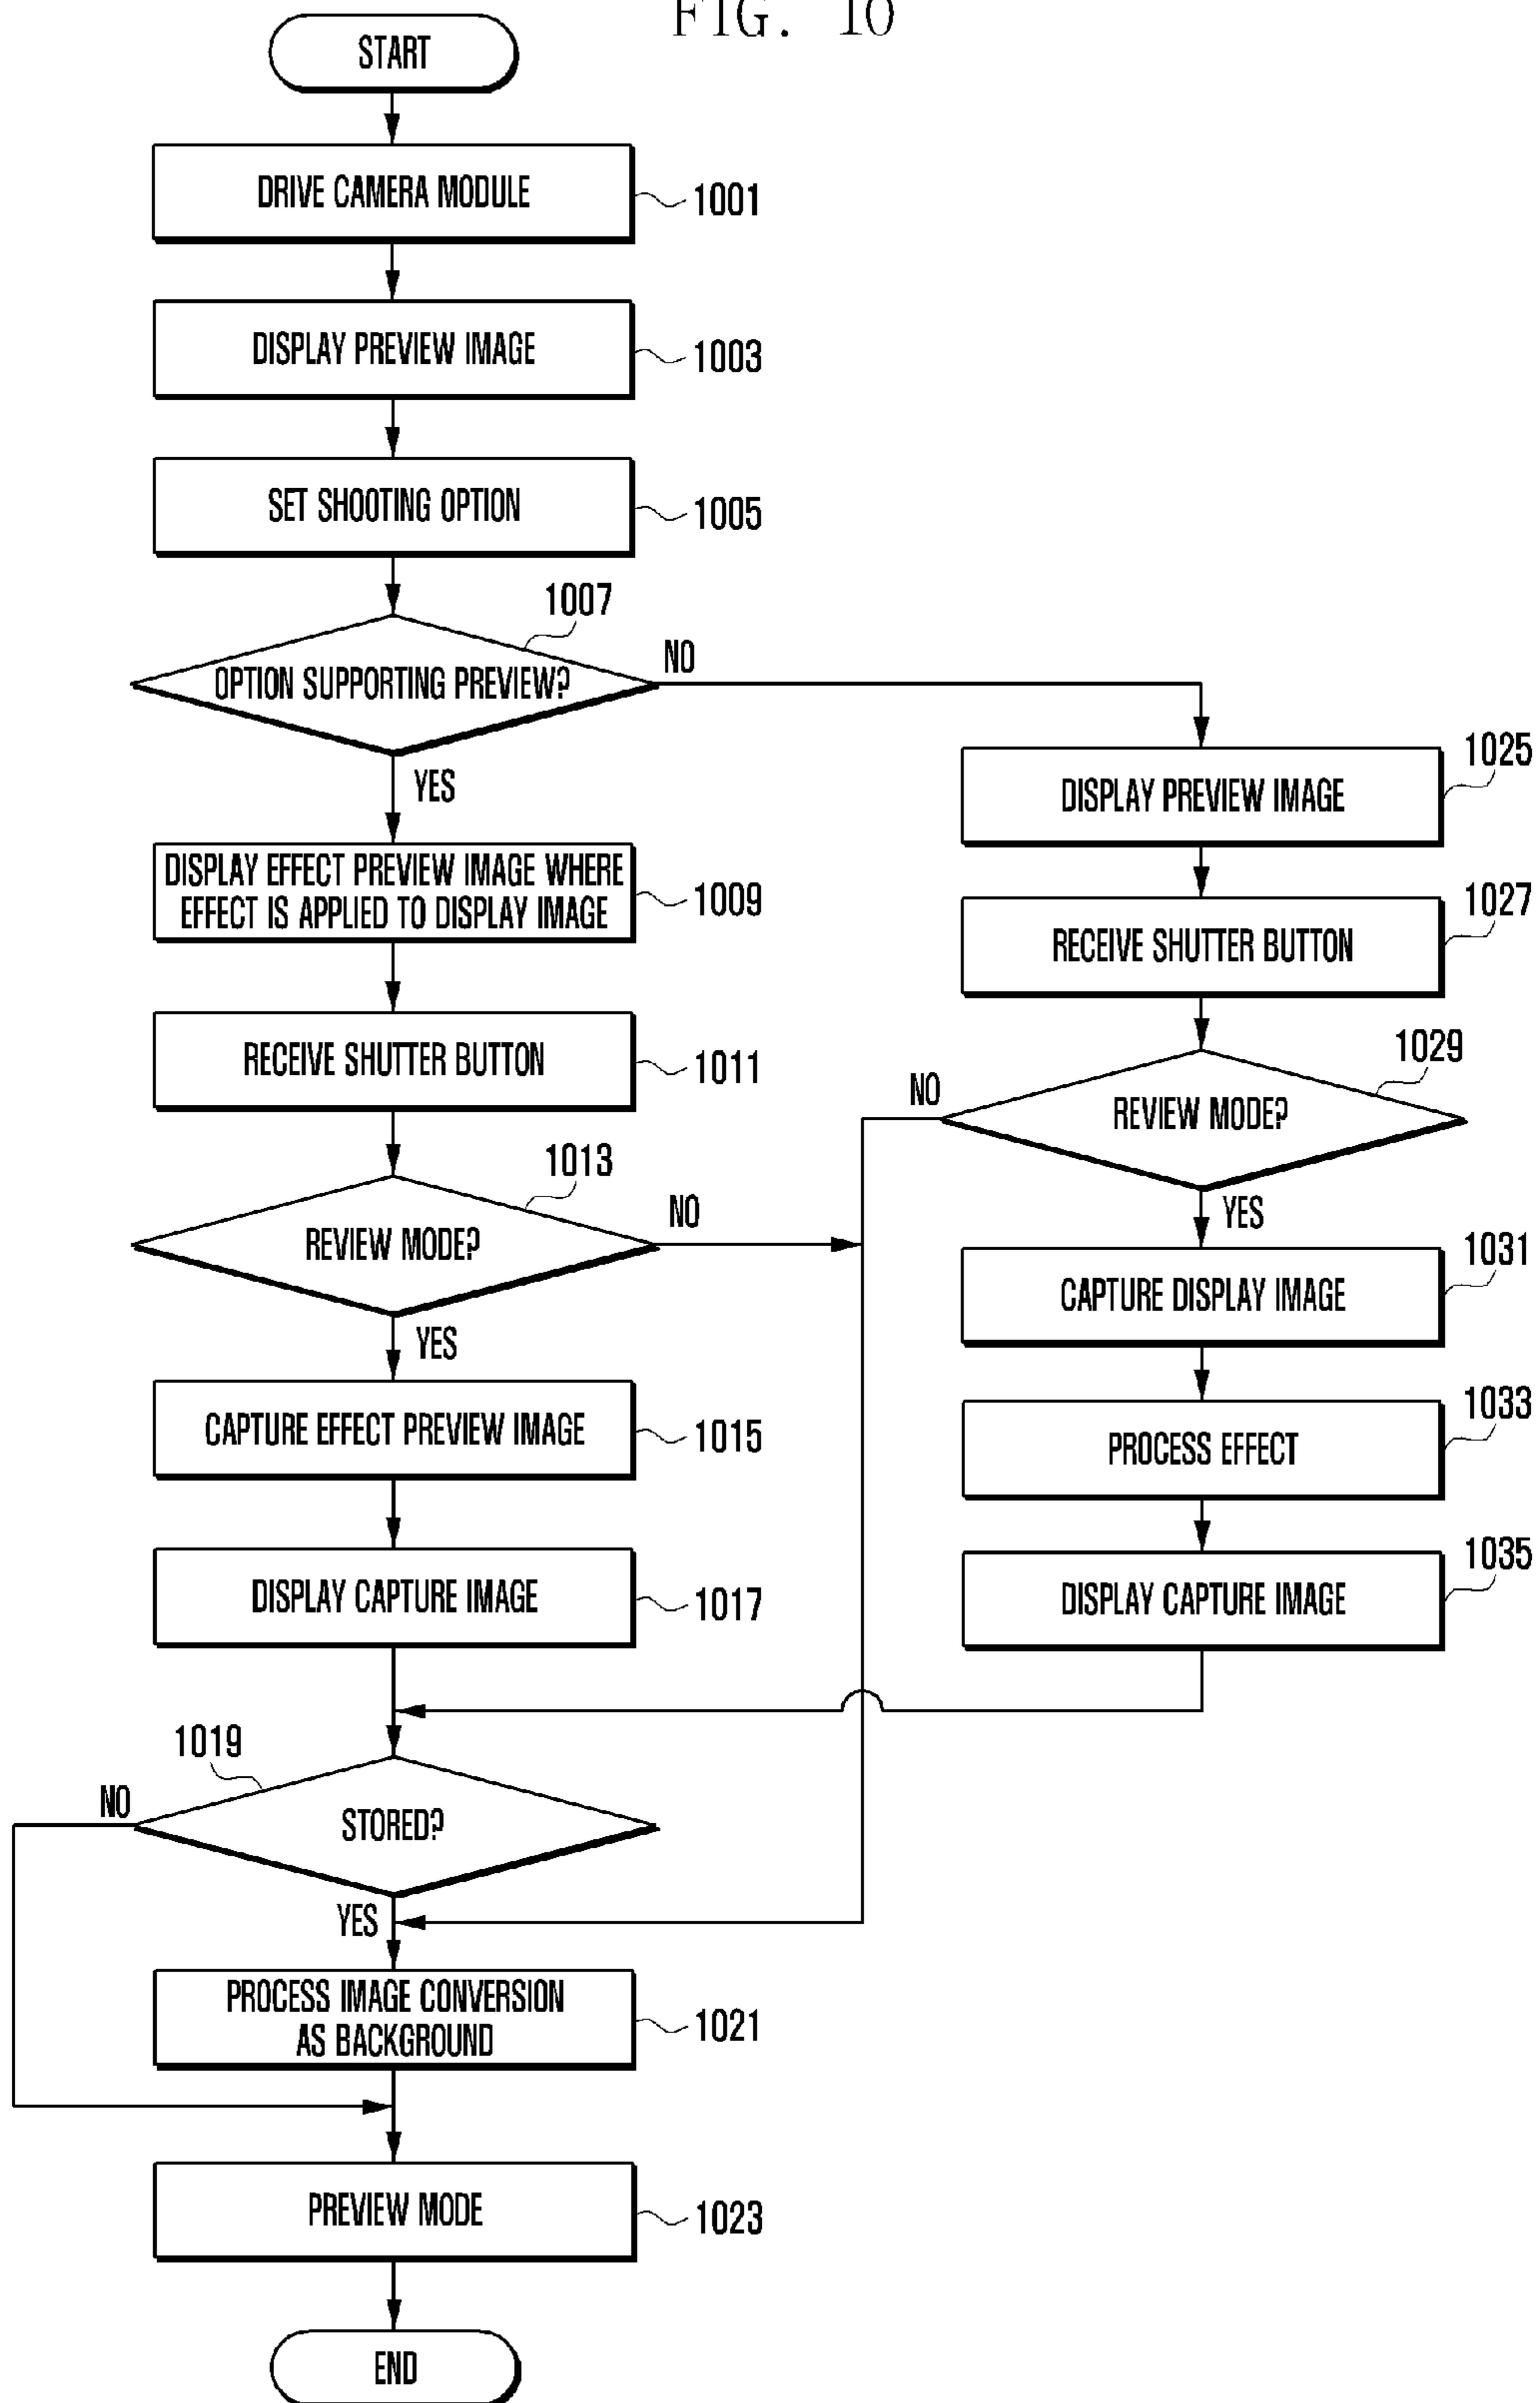 FIG. 10
START
DRIVE CAMERA MODULE
1001
DISPLAY PREVIEW IMAGE
1003
SET SHOOTING OPTION
1005
1007
OPTION SUPPORTING PREVIEW?
NO
YES
DISPLAY EFFECT PREVIEW IMAGE WHERE
EFFECT IS APPLIED TO DISPLAY IMAGE
1009
RECEIVE SHUTTER BUTTON
1011
1013
REVIEW MODE?
NO
YES
CAPTURE EFFECT PREVIEW IMAGE
1015
DISPLAY CAPTURE IMAGE
1017
1019
NO
STORED?
YES
PROCESS IMAGE CONVERSION
AS BACKGROUND
1021
PREVIEW MODE
1023
END
1025
DISPLAY PREVIEW IMAGE
1027
RECEIVE SHUTTER BUTTON
1029
NO
REVIEW MODE?
YES
1031
CAPTURE DISPLAY IMAGE
1033
PROCESS EFFECT
1035
DISPLAY CAPTURE IMAGE